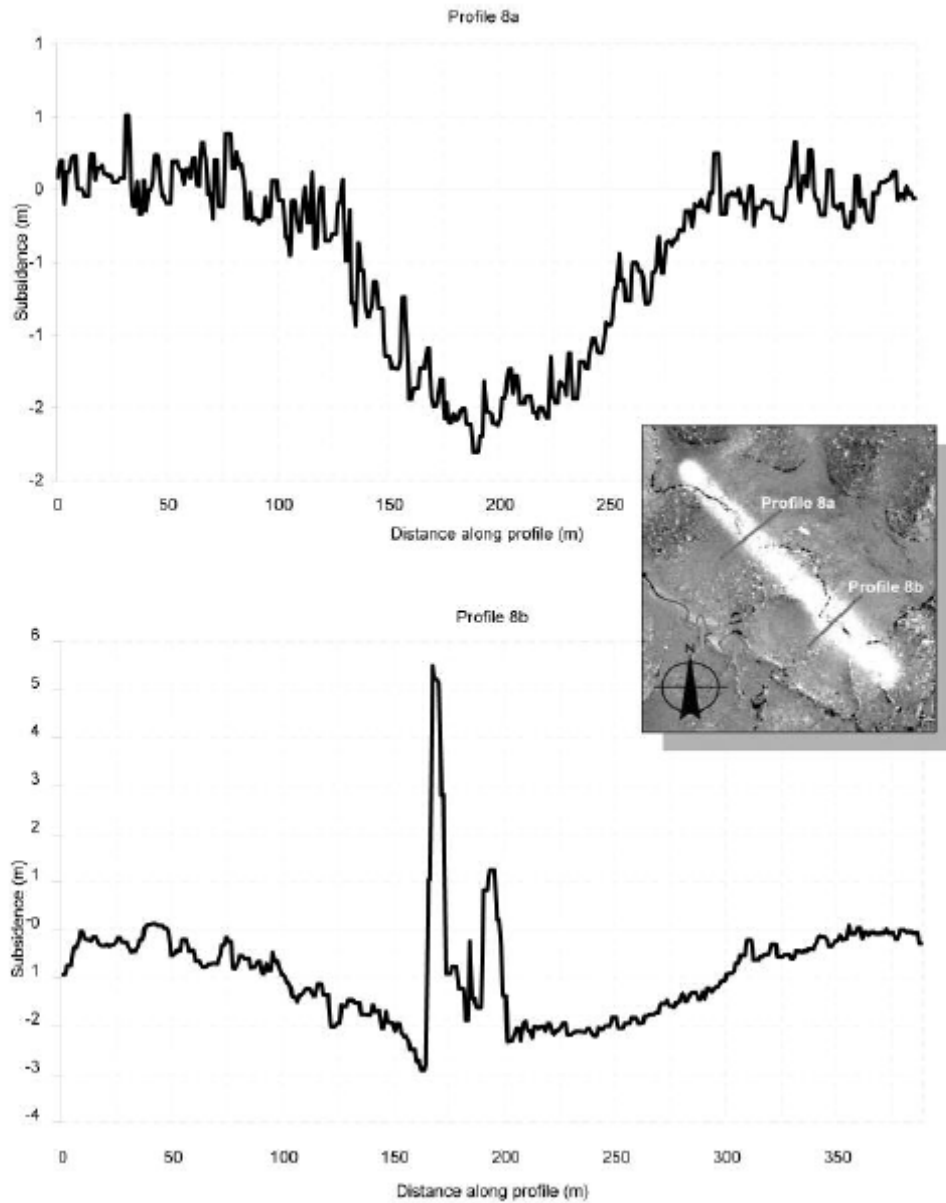 Profile 8a
1
1
0
-1
-1
-2
-2
Subsidence (m)
0 50 100 150 200 250
Distance along profile (m)
Profile 8a
Profile 8b
N
Profile 8b
6
5
4
3
2
1
0
1
-2
-3
-4
Subsidence (m)
0 50 100 150 200 250 300 350
Distance along profile (m)